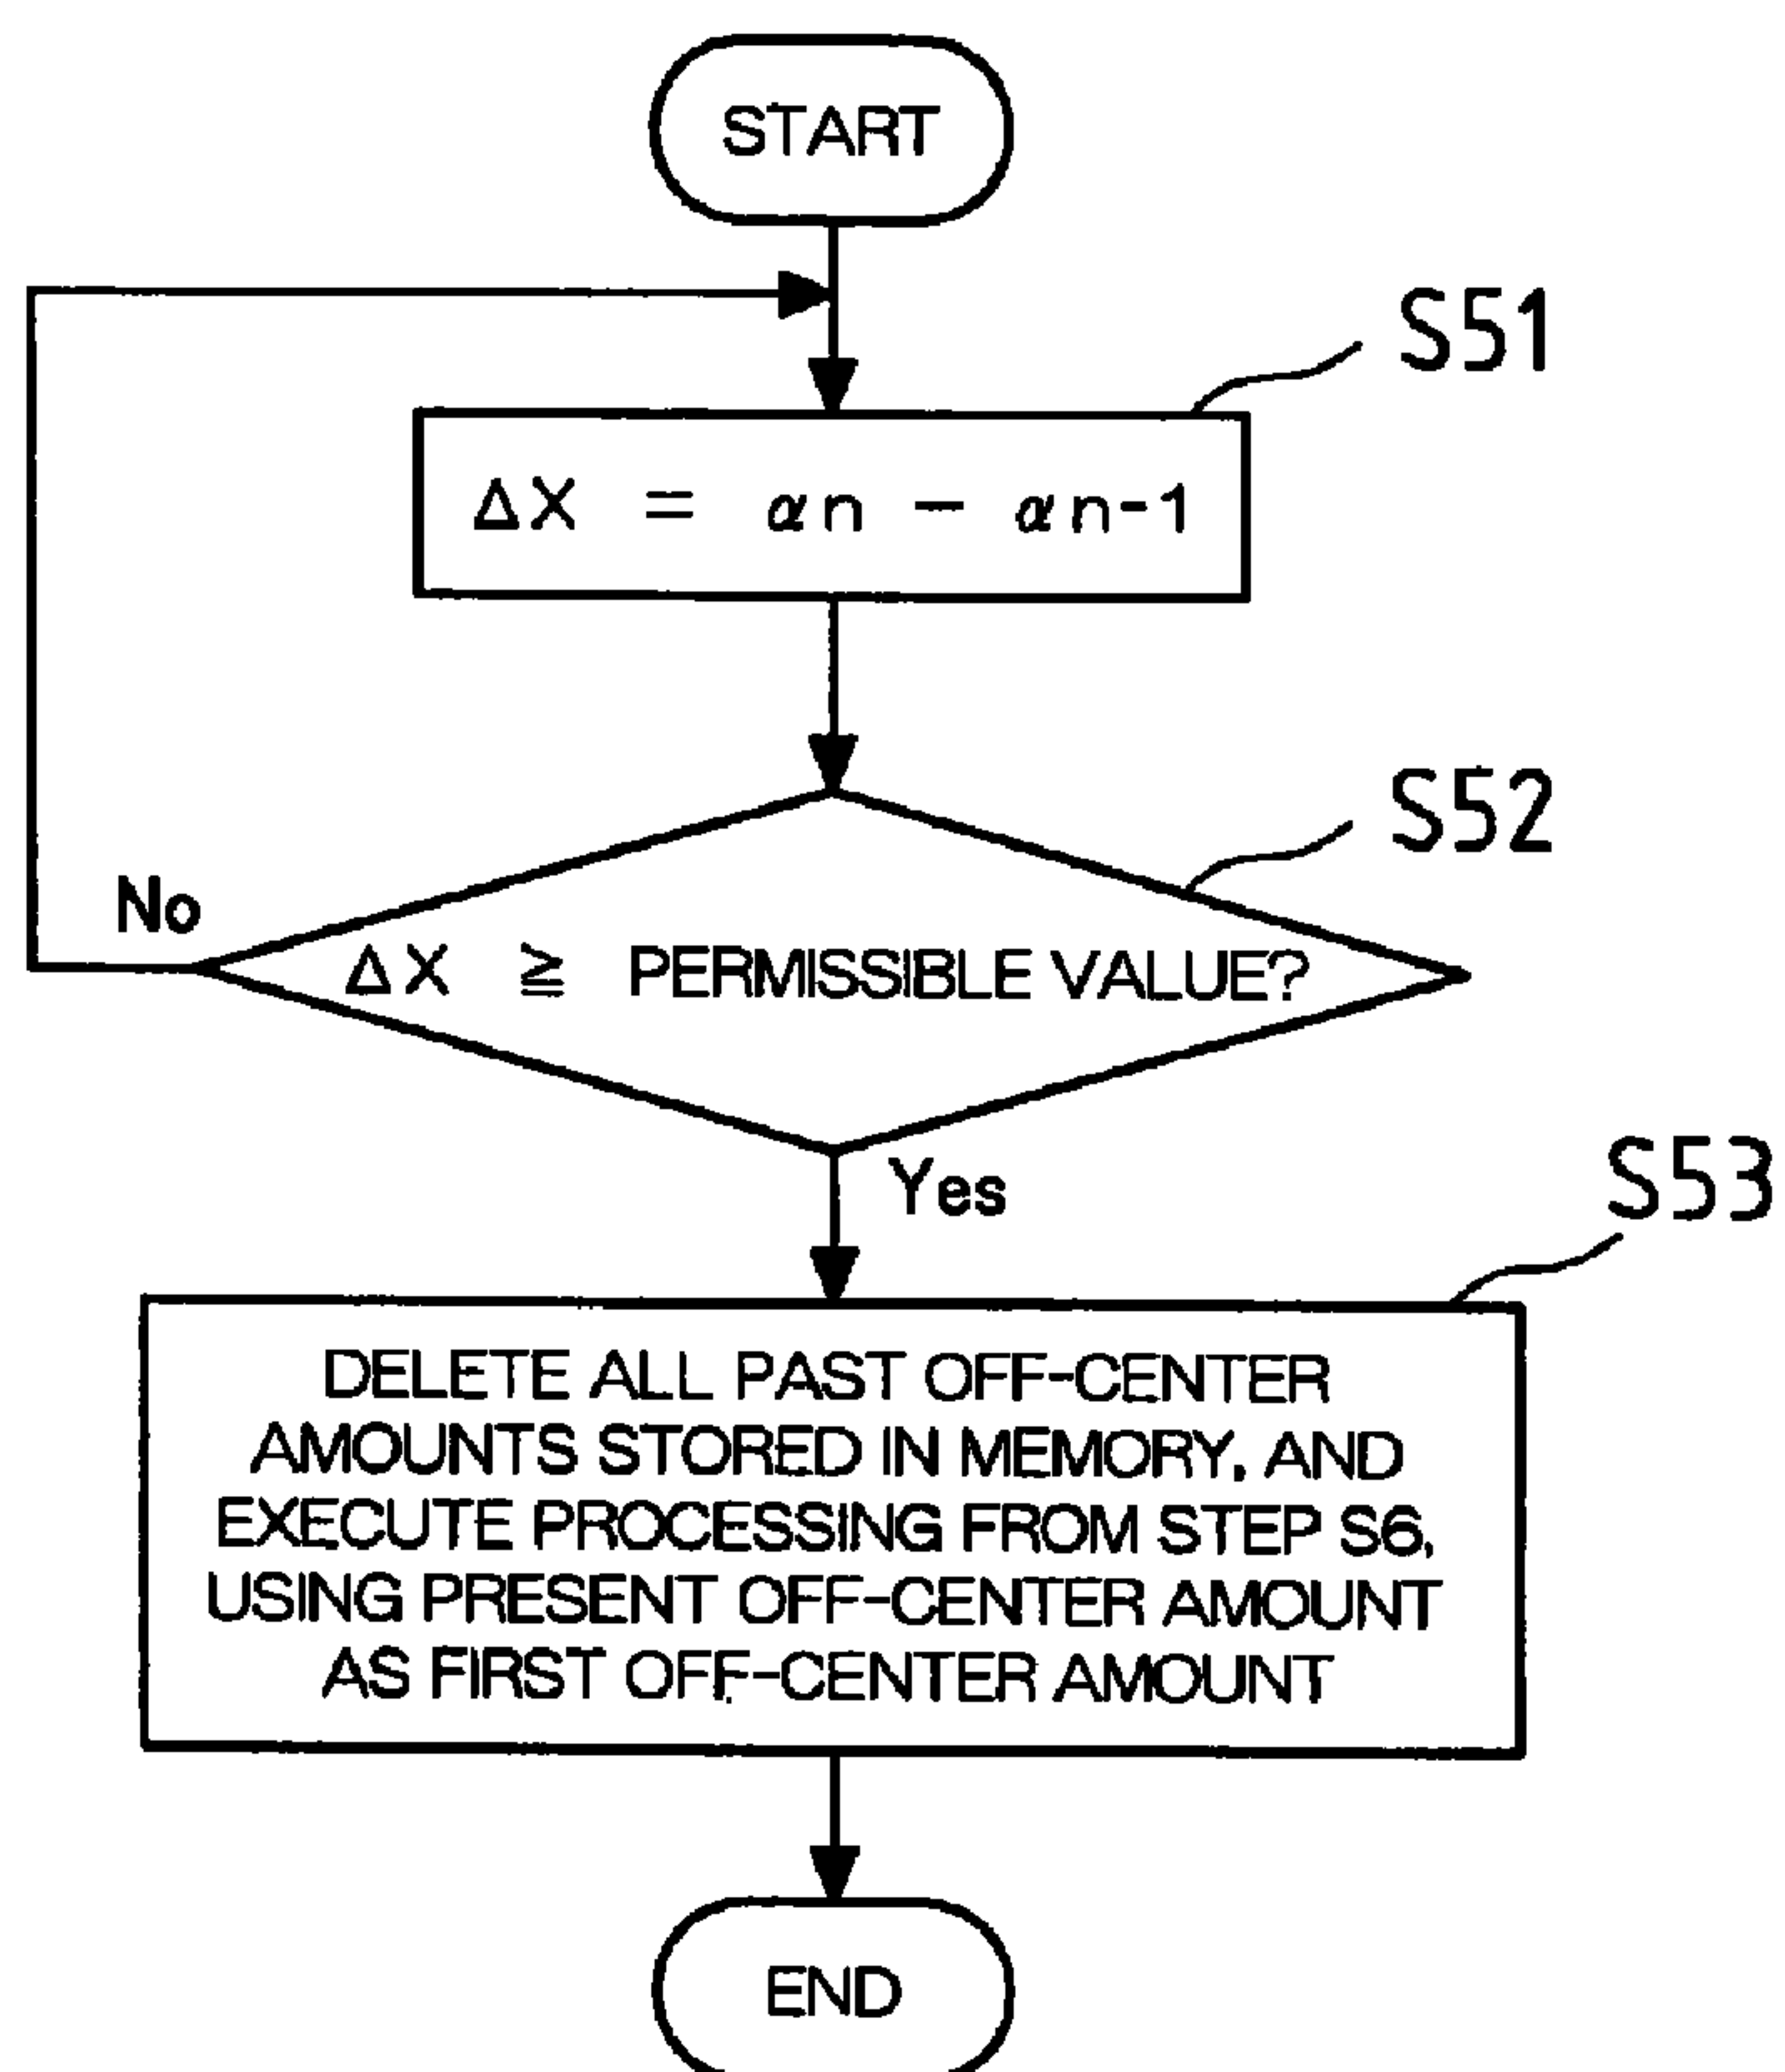 START
S51
ΔX = αn − αn-1
S52
No
ΔX ≧ PERMISSIBLE VALUE?
Yes
S53
DELETE ALL PAST OFF-CENTER
AMOUNTS STORED IN MEMORY, AND
EXECUTE PROCESSING FROM STEP S6,
USING PRESENT OFF-CENTER AMOUNT
AS FIRST OFF-CENTER AMOUNT
END